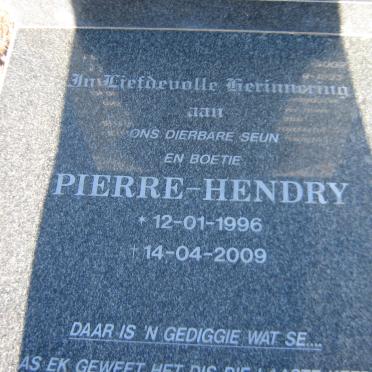 In Liefdevolle Herinnering
aan
ONS DIERBARE SEUN
EN BOETIE
PIERRE-HENDRY
* 12-01-1996
† 14-04-2009
DAAR IS 'N GEDIGGIE WAT SE....
AS EK GEWEET HET DIS DIE LAASTE